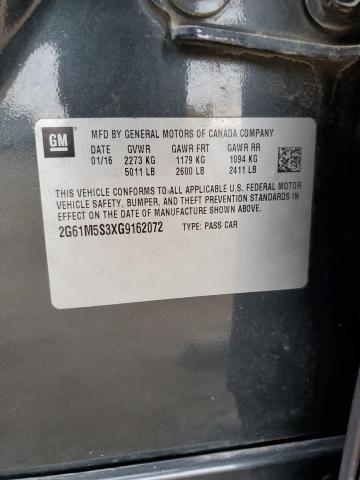 GM
MFD BY GENERAL MOTORS OF CANADA COMPANY
DATE GVWR GAWR FRT GAWR RR
01/16 2273 KG 1179 KG 1094 KG
5011 LB 2600 LB 2411 LB
THIS VEHICLE CONFORMS TO ALL APPLICABLE U.S. FEDERAL MOTOR
VEHICLE SAFETY, BUMPER, AND THEFT PREVENTION STANDARDS IN
EFFECT ON THE DATE OF MANUFACTURE SHOWN ABOVE.
2G61M5S3XG9162072 TYPE: PASS CAR